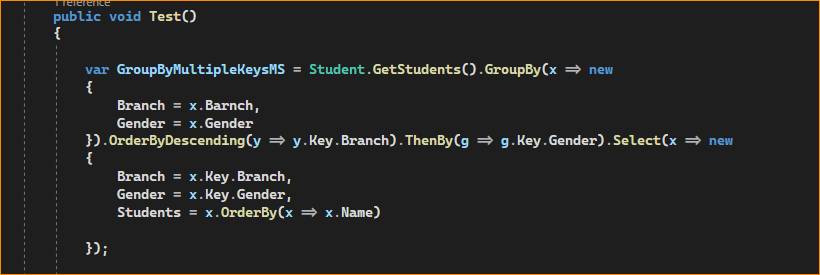 1 reference
public void Test()
{
var GroupByMultipleKeysMS = Student.GetStudents().GroupBy(x => new
{
Branch = x.Barnch,
Gender = x.Gender
}).OrderByDescending(y => y.Key.Branch).ThenBy(g => g.Key.Gender).Select(x => new
{
Branch = x.Key.Branch,
Gender = x.Key.Gender,
Students = x.OrderBy(x => x.Name)
});